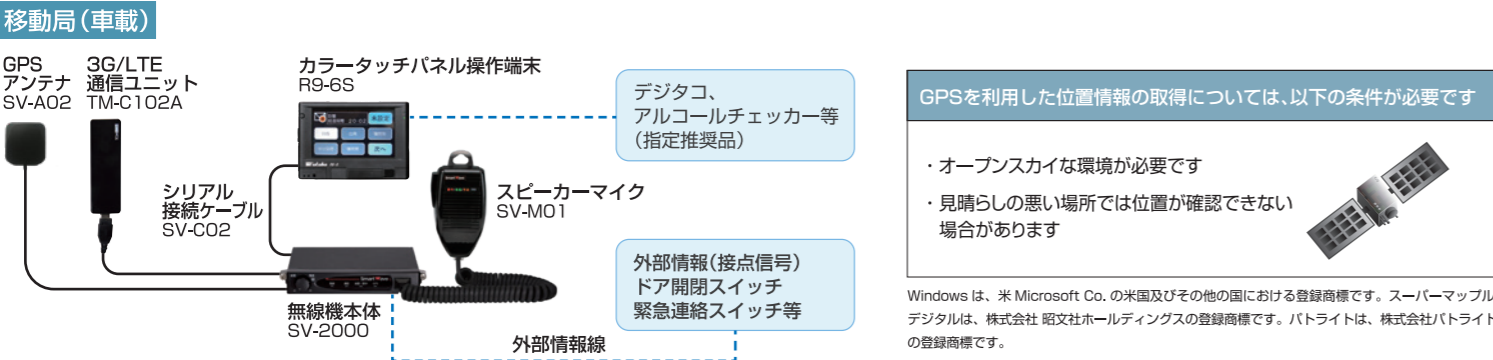 移動局(車載)
GPS
アンテナ
SV-A02
3G/LTE
通信ユニット
TM-C102A
カラータッチパネル操作端末
R9-6S
未設定
次へ
デジタコ、
アルコールチェッカー等
(指定推奨品)
シリアル
接続ケーブル
SV-C02
スピーカーマイク
SV-M01
無線機本体
SV-2000
外部情報(接点信号)
ドア開閉スイッチ
緊急連絡スイッチ等
外部情報線
GPSを利用した位置情報の取得については、以下の条件が必要です
・オープンスカイな環境が必要です
・見晴らしの悪い場所では位置が確認できない
場合があります
Windows は、米 Microsoft Co. の米国及びその他の国における登録商標です。スーパーマップル
デジタルは、株式会社 昭文社ホールディングスの登録商標です。パトライトは、株式会社パトライト
の登録商標です。